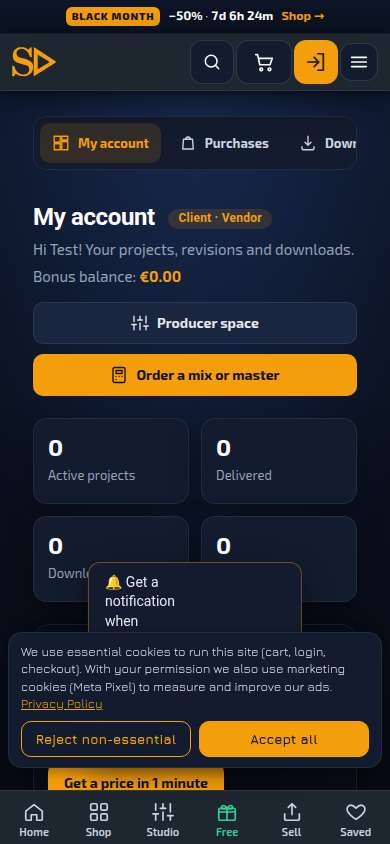 BLACK MONTH −50% · 7d 6h 24m Shop →
My account Purchases
My account Client · Vendor
Hi Test! Your projects, revisions and downloads.
Bonus balance: €0.00
Producer space
Order a mix or master
0 0
Active projects Delivered
0 0
🔔 Get a
notification
when
We use essential cookies to run this site (cart, login,
checkout). With your permission we also use marketing
cookies (Meta Pixel) to measure and improve our ads.
Privacy Policy
Reject non-essential Accept all
Get a price in 1 minute
Home Shop Studio Free Sell Saved